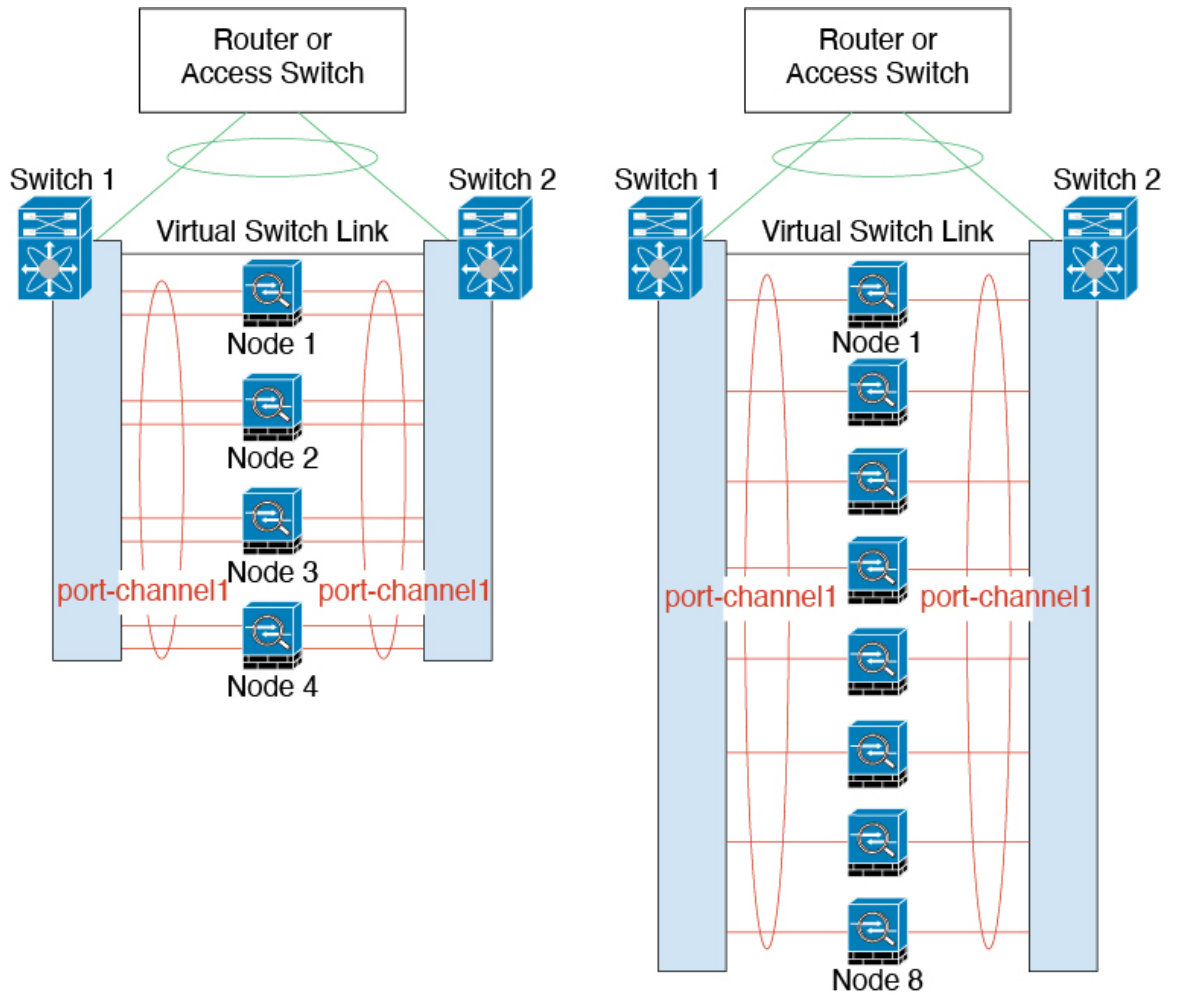 Router or
Access Switch
Switch 1
Switch 2
Virtual Switch Link
Node 1
Node 2
Node 3
port-channel1
port-channel1
Node 4
Router or
Access Switch
Switch 1
Switch 2
Virtual Switch Link
Node 1
port-channel1
port-channel1
Node 8